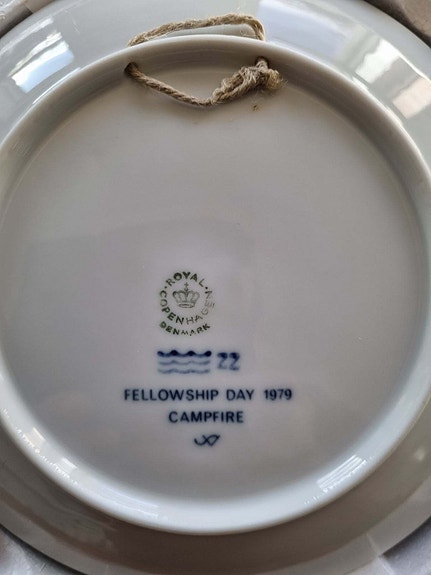 ROYAL
COPENHAGEN
DENMARK
22
FELLOWSHIP DAY 1979
CAMPFIRE